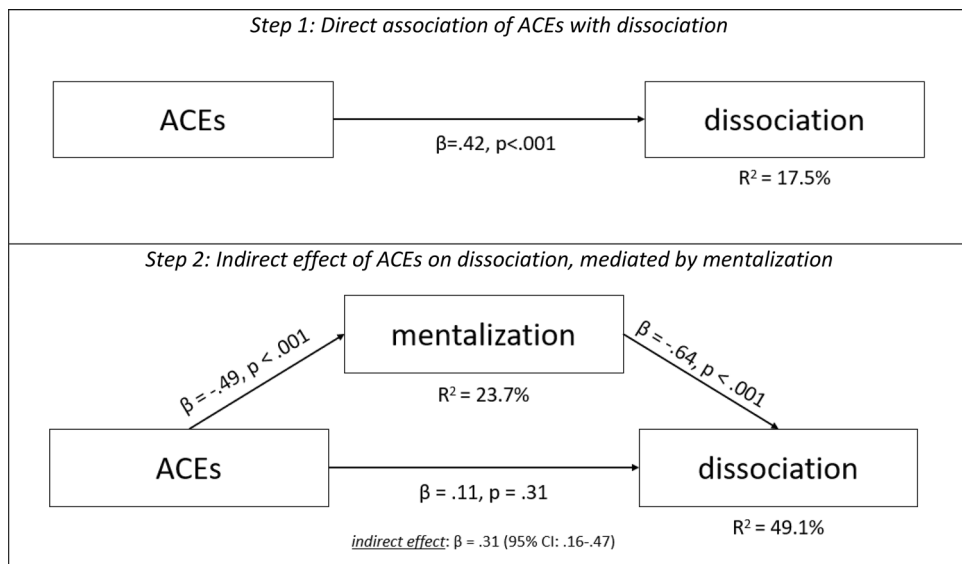 Step 1: Direct association of ACEs with dissociation
ACEs
dissociation
β=.42, p<.001
R² = 17.5%
Step 2: Indirect effect of ACEs on dissociation, mediated by mentalization
mentalization
β = -.49, p < .001
β = -.64, p < .001
R² = 23.7%
ACEs
dissociation
β = .11, p = .31
R² = 49.1%
indirect effect: β = .31 (95% CI: .16-.47)